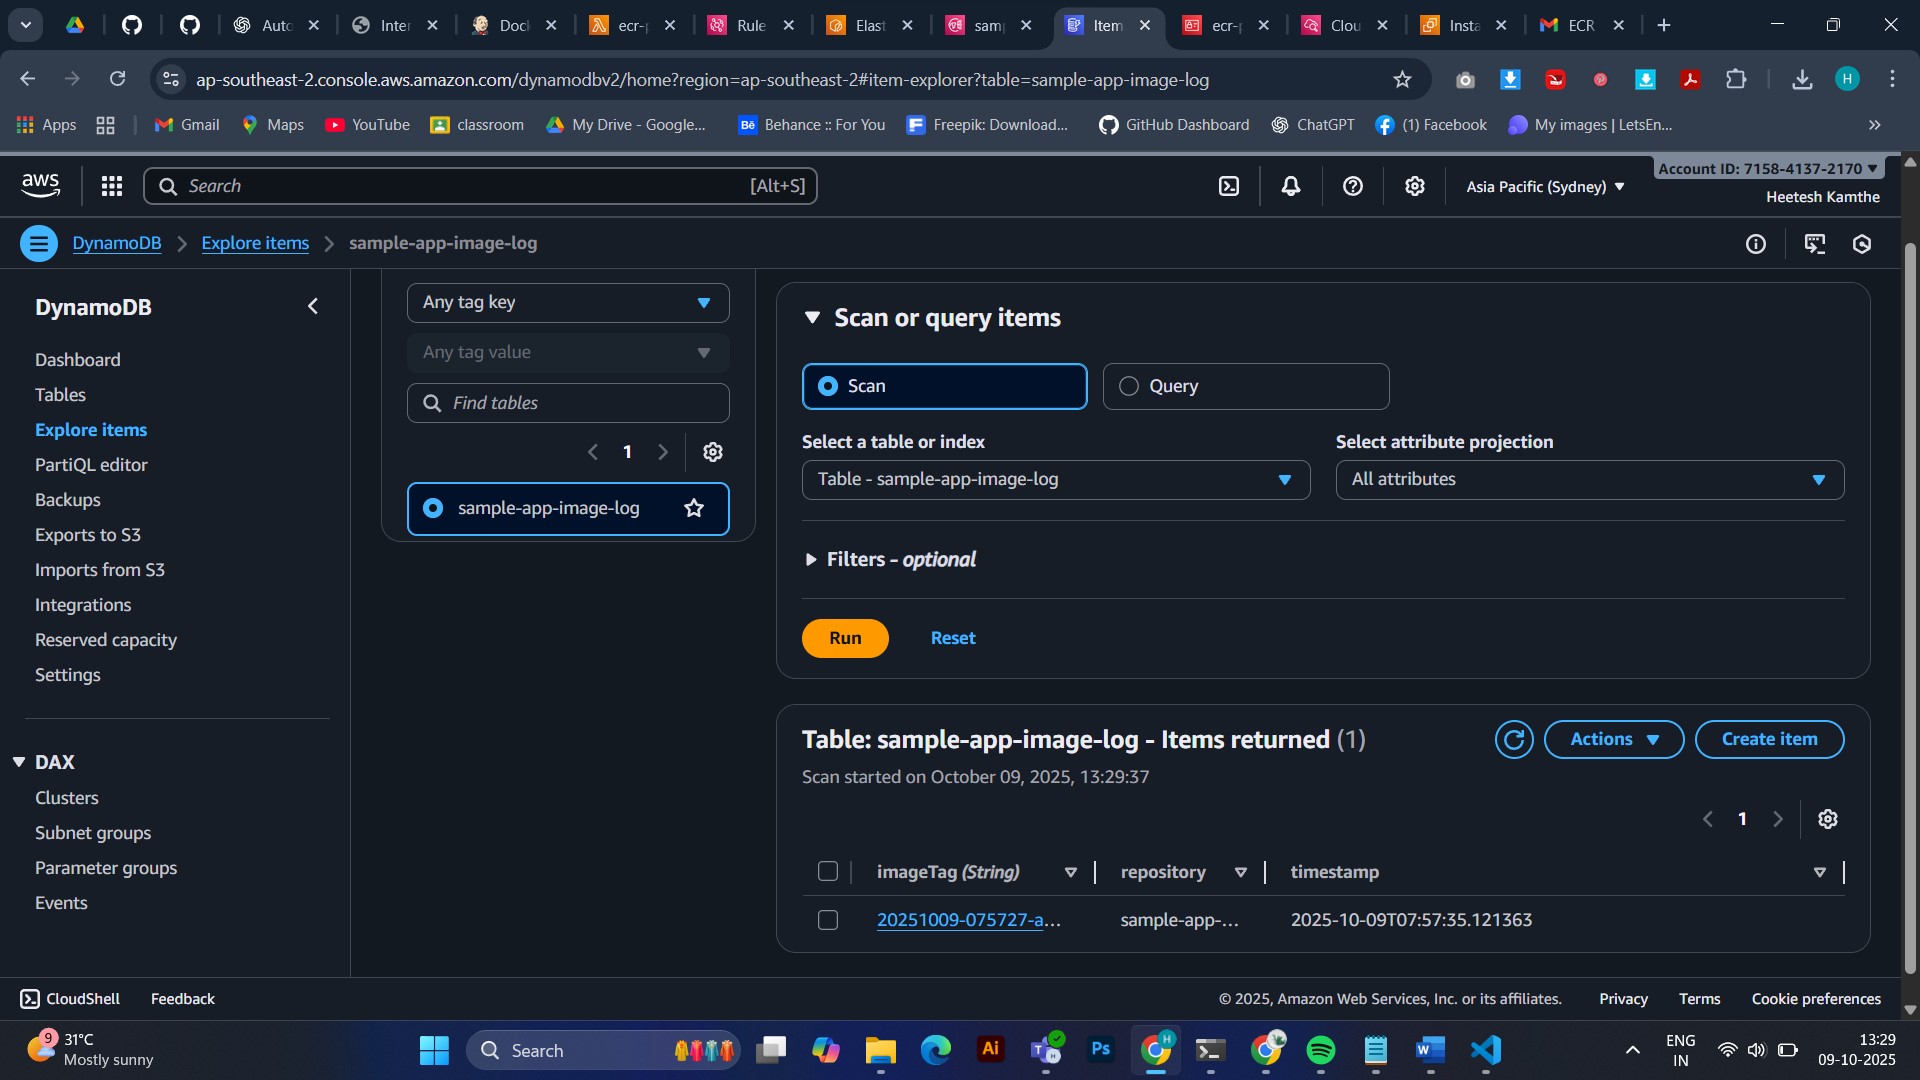 Auto
Inter
Dock
ecr-p
Rule
Elast
sam
Item
ecr-p
Clou
Insta
ECR
ap-southeast-2.console.aws.amazon.com/dynamodbv2/home?region=ap-southeast-2#item-explorer?table=sample-app-image-log
H
Apps
Gmail
Maps
YouTube
classroom
My Drive - Google...
Bē Behance :: For You
Freepik: Download...
GitHub Dashboard
ChatGPT
(1) Facebook
My images | LetsEn...
aws
Search
[Alt+S]
Asia Pacific (Sydney)
Account ID: 7158-4137-2170
Heetesh Kamthe
DynamoDB
Explore items
sample-app-image-log
DynamoDB
Dashboard
Tables
Explore items
PartiQL editor
Backups
Exports to S3
Imports from S3
Integrations
Reserved capacity
Settings
DAX
Clusters
Subnet groups
Parameter groups
Events
Any tag key
Any tag value
Find tables
1
sample-app-image-log
Scan or query items
Scan
Query
Select a table or index
Table - sample-app-image-log
Select attribute projection
All attributes
Filters - optional
Run
Reset
Table: sample-app-image-log - Items returned (1)
Scan started on October 09, 2025, 13:29:37
Actions
Create item
1
imageTag (String)
repository
timestamp
20251009-075727-a...
sample-app-...
2025-10-09T07:57:35.121363
CloudShell
Feedback
© 2025, Amazon Web Services, Inc. or its affiliates.
Privacy
Terms
Cookie preferences
9
31°C
Mostly sunny
Search
Ai
Ps
ENG
IN
13:29
09-10-2025